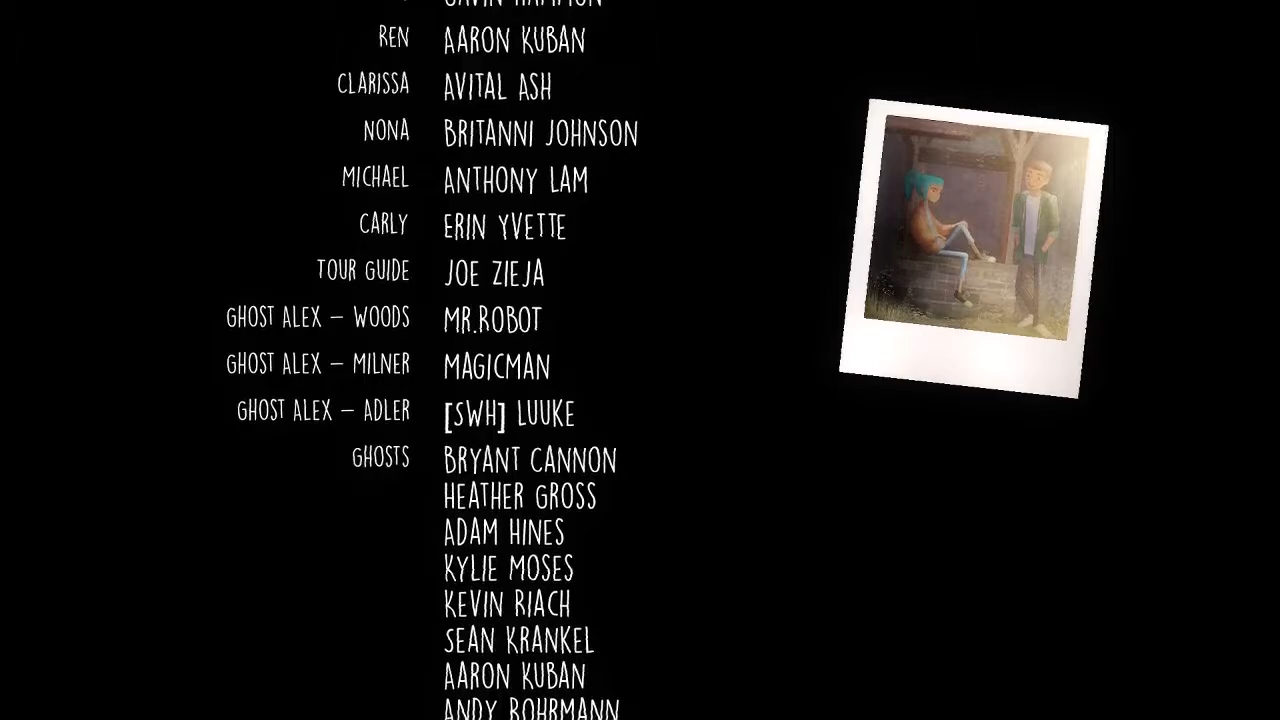 GAVIN HAMMON
REN AARON KUBAN
CLARISSA AVITAL ASH
NONA BRITANNI JOHNSON
MICHAEL ANTHONY LAM
CARLY ERIN YVETTE
TOUR GUIDE JOE ZIEJA
GHOST ALEX – WOODS MR.ROBOT
GHOST ALEX – MILNER MAGICMAN
GHOST ALEX – ADLER [SWH] LUUKE
GHOSTS BRYANT CANNON
HEATHER GROSS
ADAM HINES
KYLIE MOSES
KEVIN RIACH
SEAN KRANKEL
AARON KUBAN
ANDY ROHRMANN